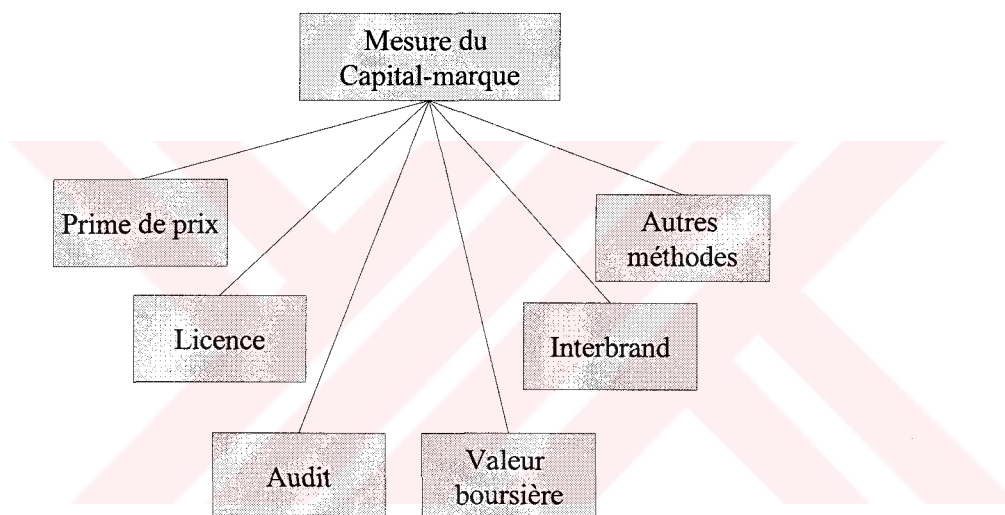 Mesure du
Capital-marque
Prime de prix
Autres
méthodes
Licence
Interbrand
Audit
Valeur
boursière